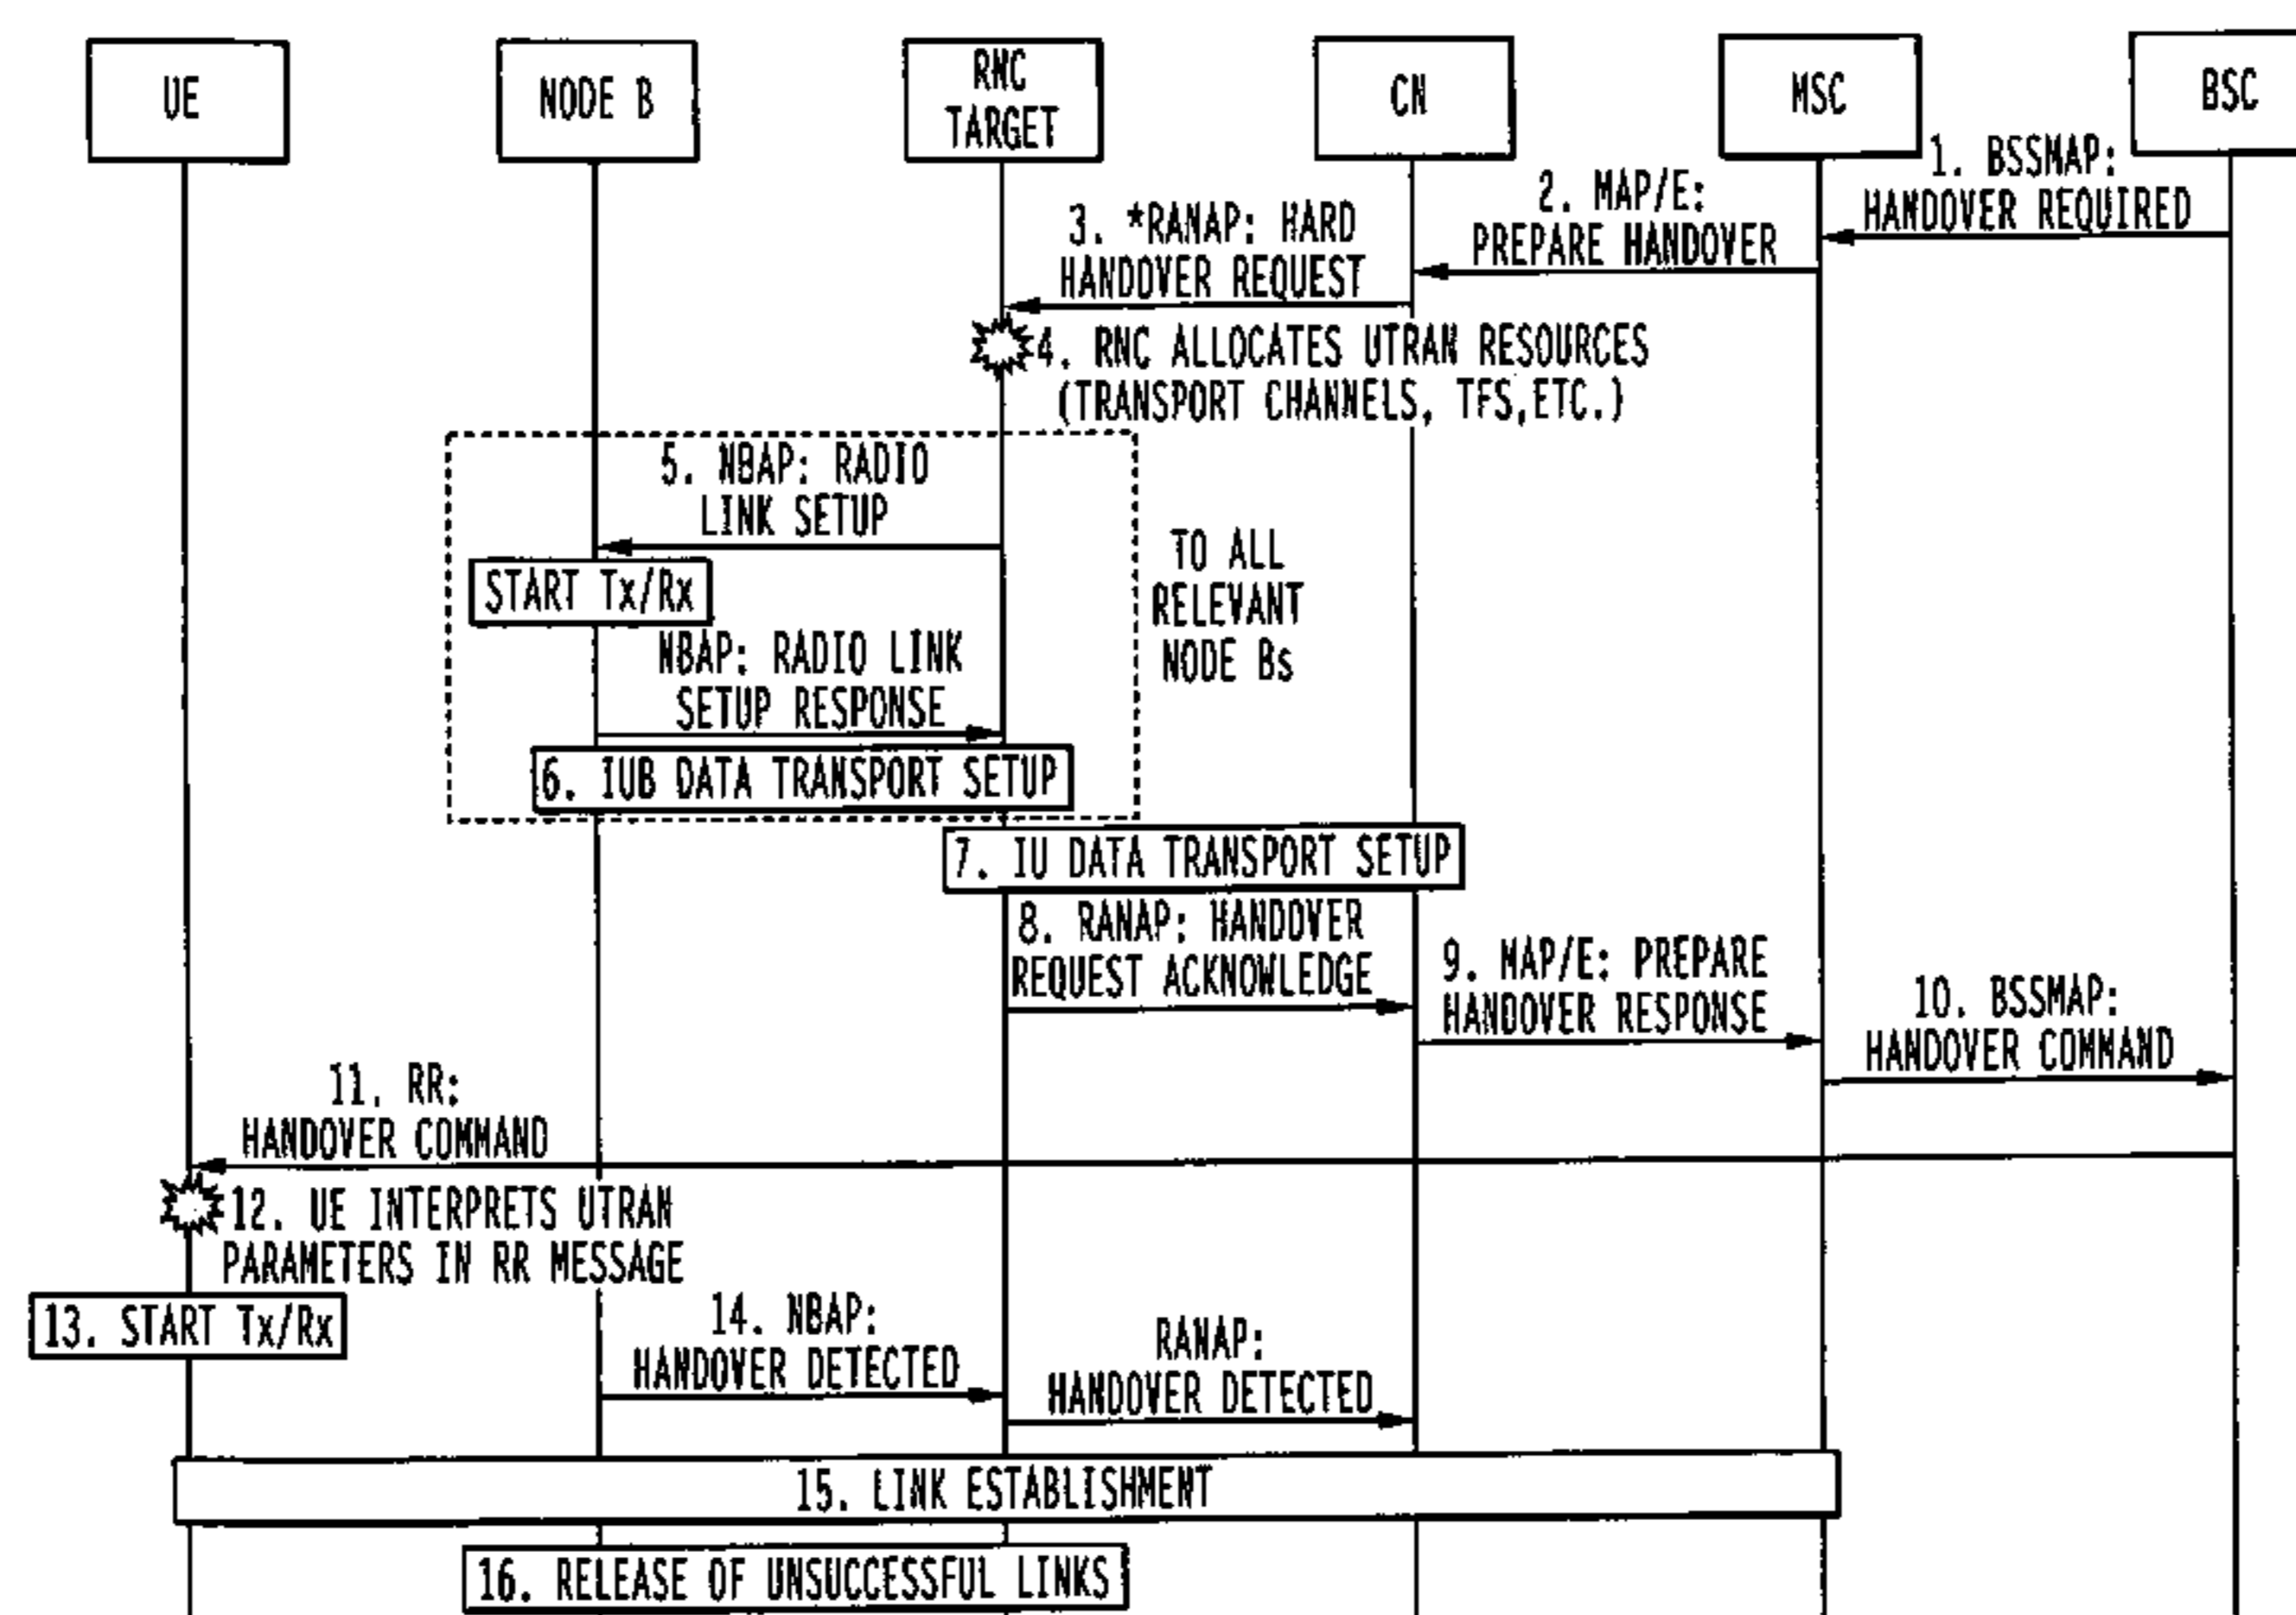 UE
NODE B
RNC
TARGET
CN
MSC
BSC
1. BSSMAP:
HANDOVER REQUIRED
2. MAP/E:
PREPARE HANDOVER
3. *RANAP: HARD
HANDOVER REQUEST
4. RNC ALLOCATES UTRAN RESOURCES
(TRANSPORT CHANNELS, TFS,ETC.)
5. NBAP: RADIO
LINK SETUP
START Tx/Rx
TO ALL
RELEVANT
NODE Bs
NBAP: RADIO LINK
SETUP RESPONSE
6. IUB DATA TRANSPORT SETUP
7. IU DATA TRANSPORT SETUP
8. RANAP: HANDOVER
REQUEST ACKNOWLEDGE
9. MAP/E: PREPARE
HANDOVER RESPONSE
10. BSSMAP:
HANDOVER COMMAND
11. RR:
HANDOVER COMMAND
12. UE INTERPRETS UTRAN
PARAMETERS IN RR MESSAGE
13. START Tx/Rx
14. NBAP:
HANDOVER DETECTED
RANAP:
HANDOVER DETECTED
15. LINK ESTABLISHMENT
16. RELEASE OF UNSUCCESSFUL LINKS